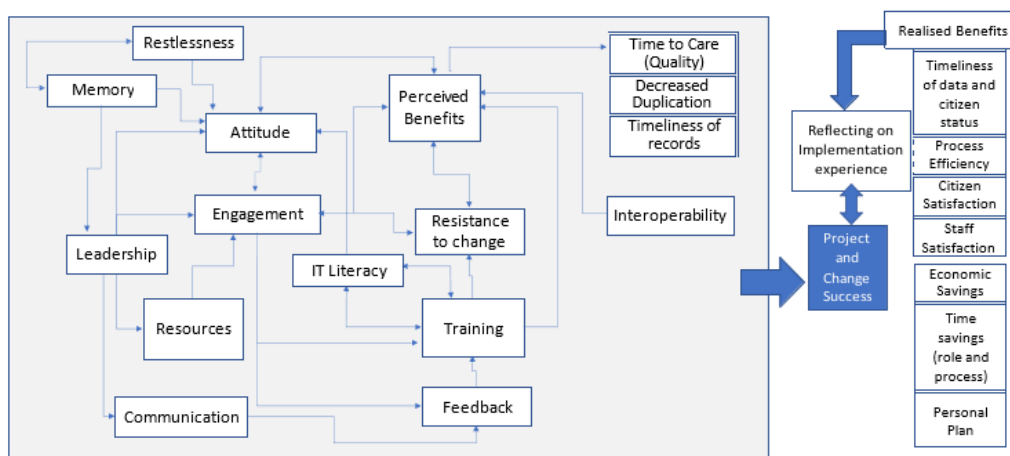 Restlessness
Memory
Attitude
Perceived
Benefits
Time to Care
(Quality)
Decreased
Duplication
Timeliness of
records
Engagement
Resistance
to change
Interoperability
Leadership
IT Literacy
Resources
Training
Communication
Feedback
Realised Benefits
Reflecting on
Implementation
experience
Project
and
Change
Success
Timeliness
of data and
citizen
status
Process
Efficiency
Citizen
Satisfaction
Staff
Satisfaction
Economic
Savings
Time
savings
(role and
process)
Personal
Plan